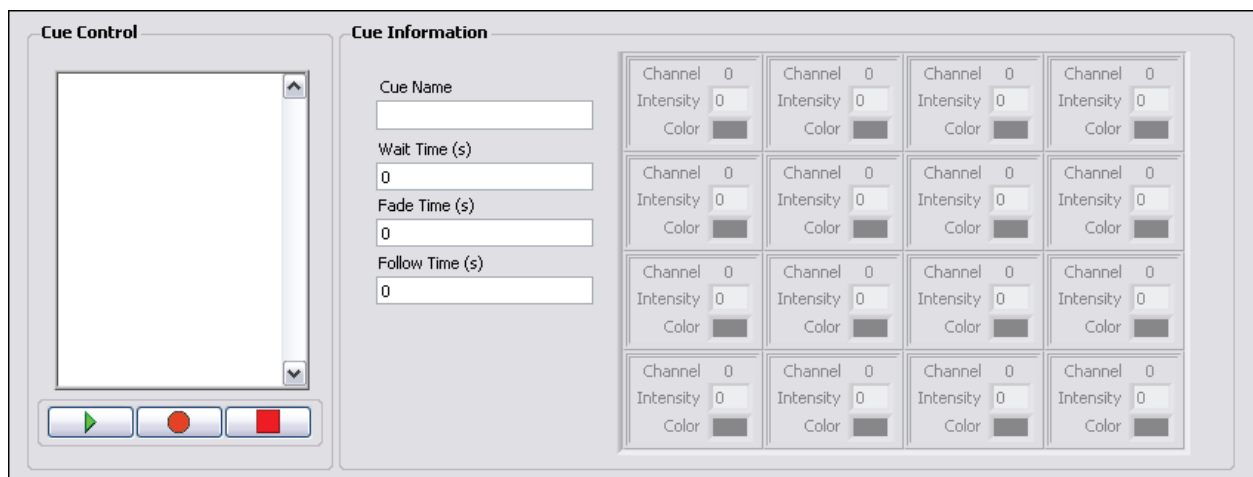 Cue Control
Cue Information
Cue Name
Wait Time (s)
0
Fade Time (s)
0
Follow Time (s)
0
Channel 0 Channel 0 Channel 0 Channel 0
Intensity 0 Intensity 0 Intensity 0 Intensity 0
Color Color Color Color
Channel 0 Channel 0 Channel 0 Channel 0
Intensity 0 Intensity 0 Intensity 0 Intensity 0
Color Color Color Color
Channel 0 Channel 0 Channel 0 Channel 0
Intensity 0 Intensity 0 Intensity 0 Intensity 0
Color Color Color Color
Channel 0 Channel 0 Channel 0 Channel 0
Intensity 0 Intensity 0 Intensity 0 Intensity 0
Color Color Color Color